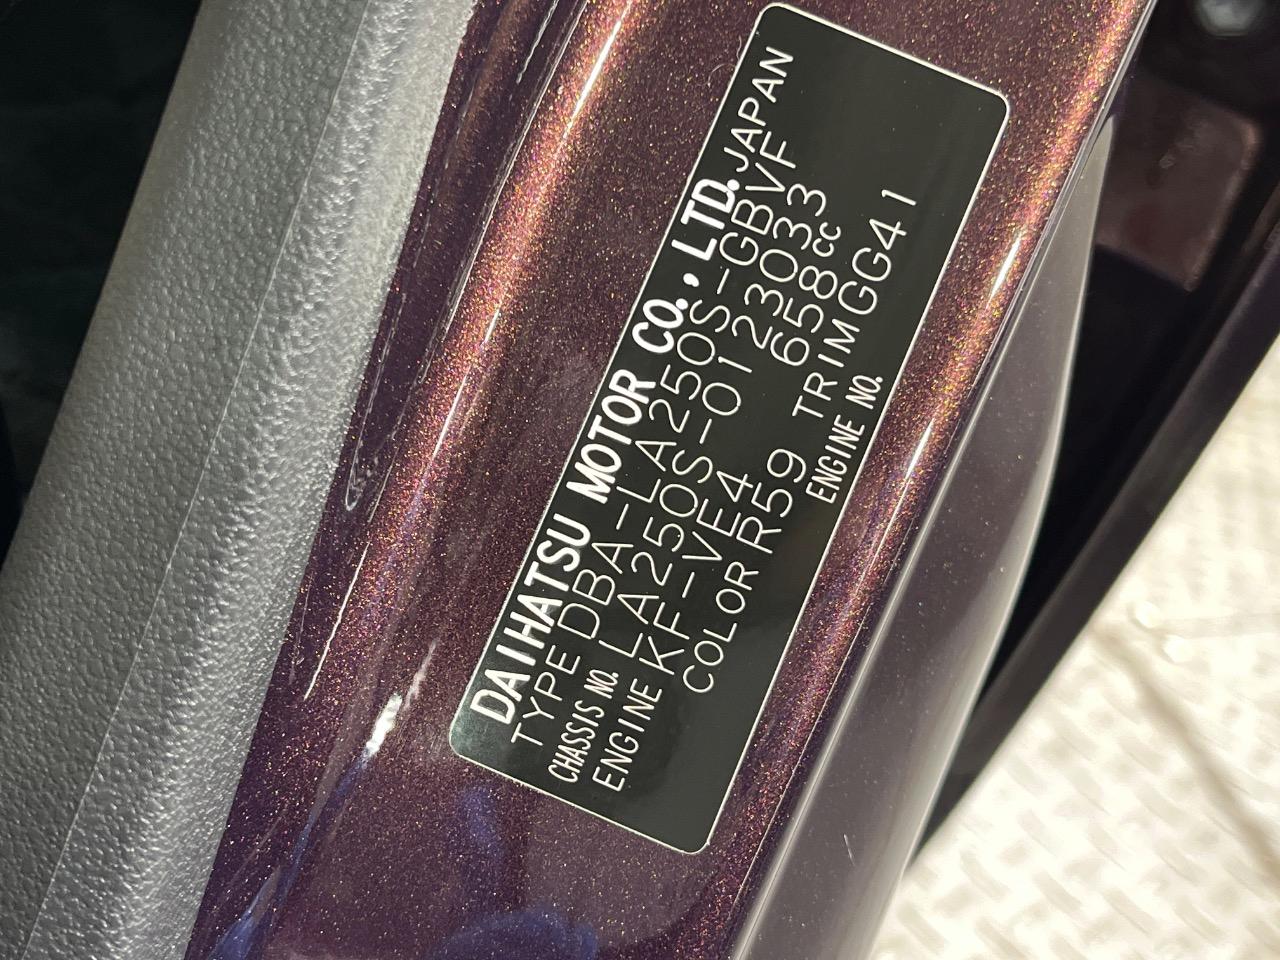 DAIHATSU MOTOR CO., LTD. JAPAN
TYPE DBA-LA250S-GBVF
CHASSIS NO. LA250S-0123033
ENGINE KF-VE4 658cc
COLOR R59 TRIM GG41
ENGINE NO.